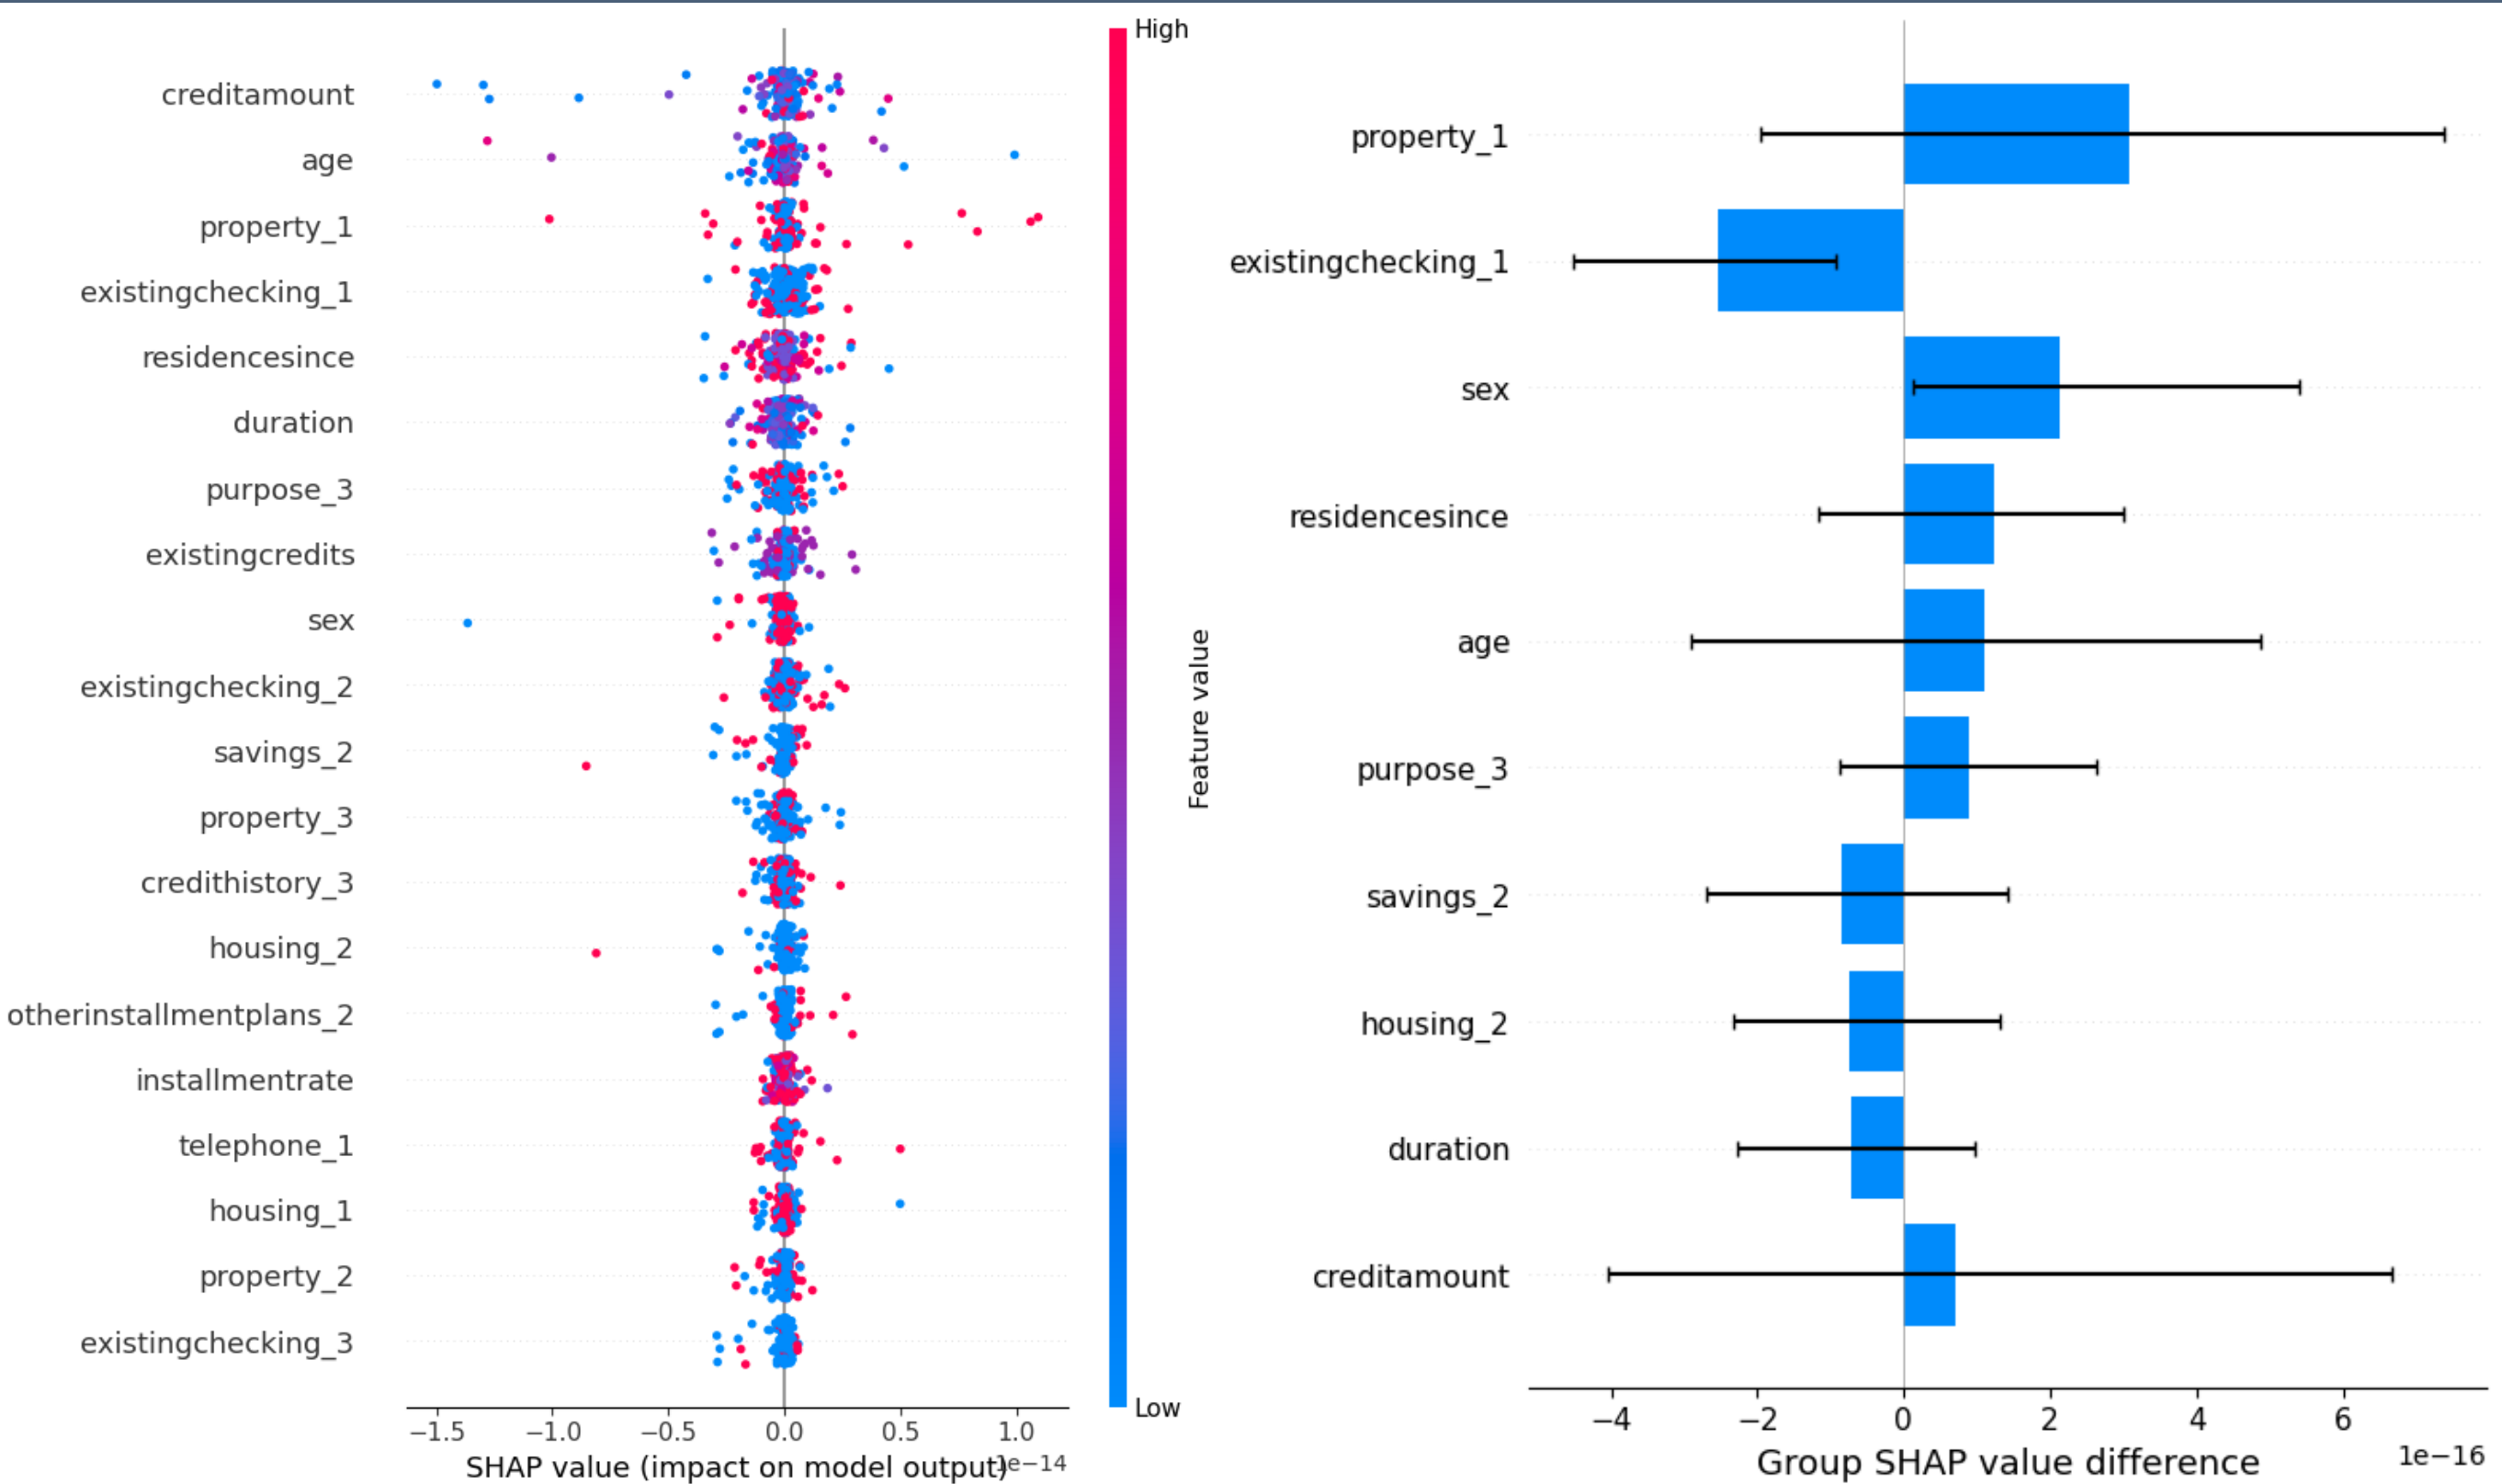 creditamount
age
property_1
existingchecking_1
residencesince
duration
purpose_3
existingcredits
sex
existingchecking_2
savings_2
property_3
credithistory_3
housing_2
otherinstallmentplans_2
installmentrate
telephone_1
housing_1
property_2
existingchecking_3
−1.5 −1.0 −0.5 0.0 0.5 1.0
SHAP value (impact on model output)
1e−14
High
Feature value
Low
property_1
existingchecking_1
sex
residencesince
age
purpose_3
savings_2
housing_2
duration
creditamount
−4 −2 0 2 4 6
Group SHAP value difference
1e−16